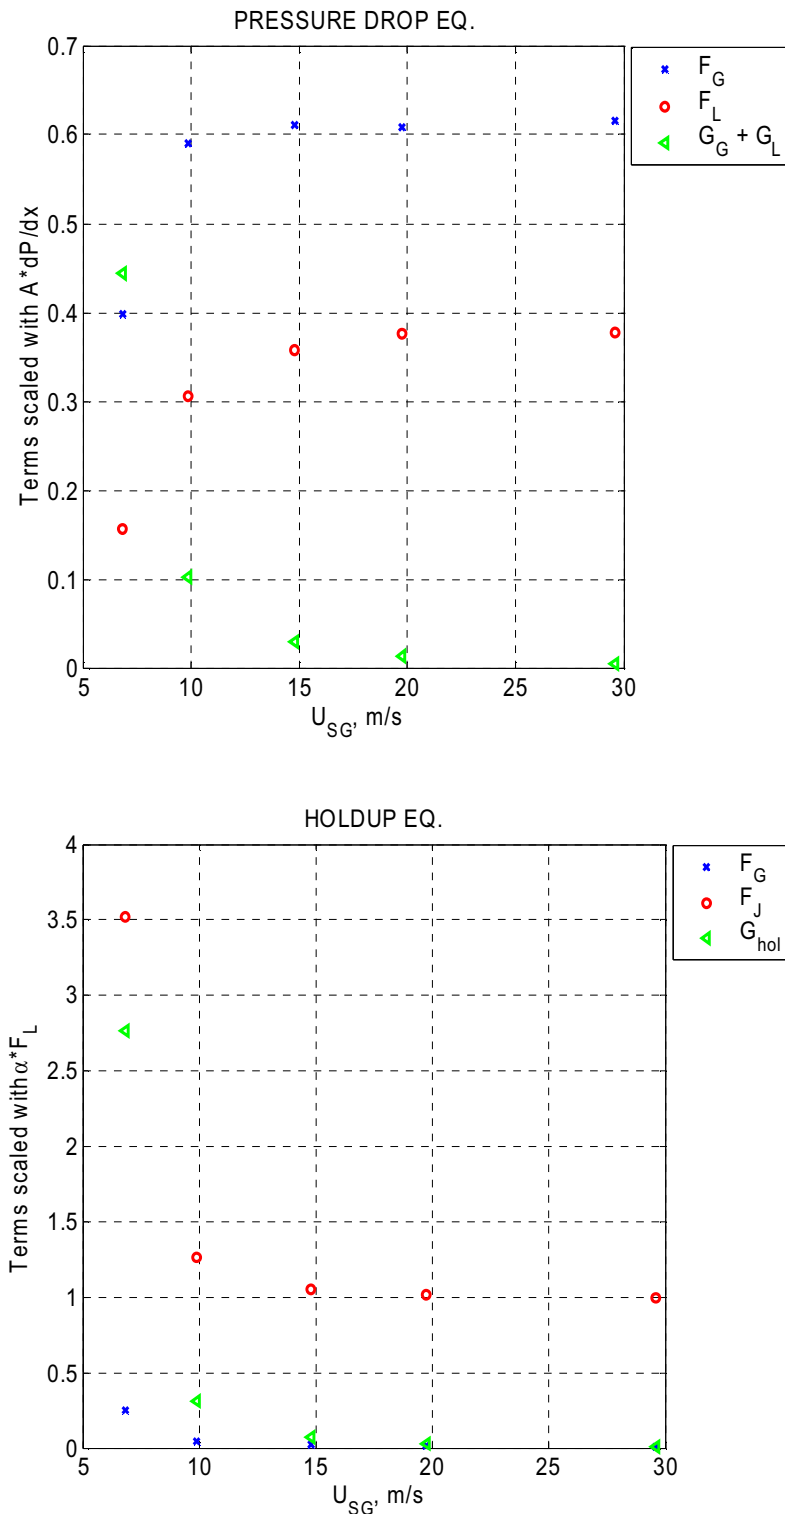 PRESSURE DROP EQ.
0.7
0.6
0.5
0.4
0.3
0.2
0.1
0
Terms scaled with A*dP/dx
5
10
15
20
25
30
U_SG, m/s
F_G
F_L
G_G + G_L
HOLDUP EQ.
4
3.5
3
2.5
2
1.5
1
0.5
0
Terms scaled with α*F_L
5
10
15
20
25
30
U_SG, m/s
F_G
F_J
G_hol